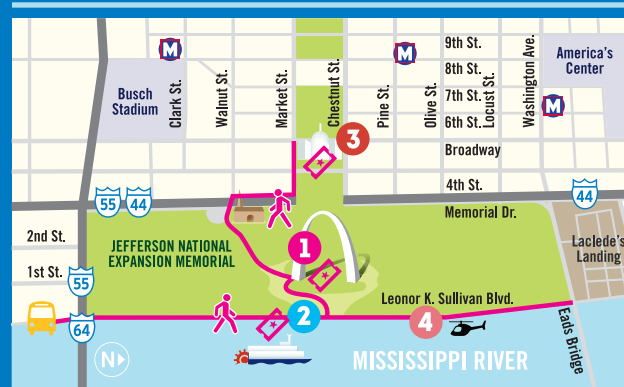 M
Busch
Stadium
Clark St.
Walnut St.
Market St.
Chestnut St.
Pine St.
M
Olive St.
9th St.
8th St.
7th St.
6th St.
Locust St.
Washington Ave.
America's
Center
M
Broadway
3
4th St.
Memorial Dr.
55
44
44
2nd St.
1st St.
JEFFERSON NATIONAL
EXPANSION MEMORIAL
1
Laclede's
Landing
55
64
Leonor K. Sullivan Blvd.
2
4
Eads Bridge
N
MISSISSIPPI RIVER